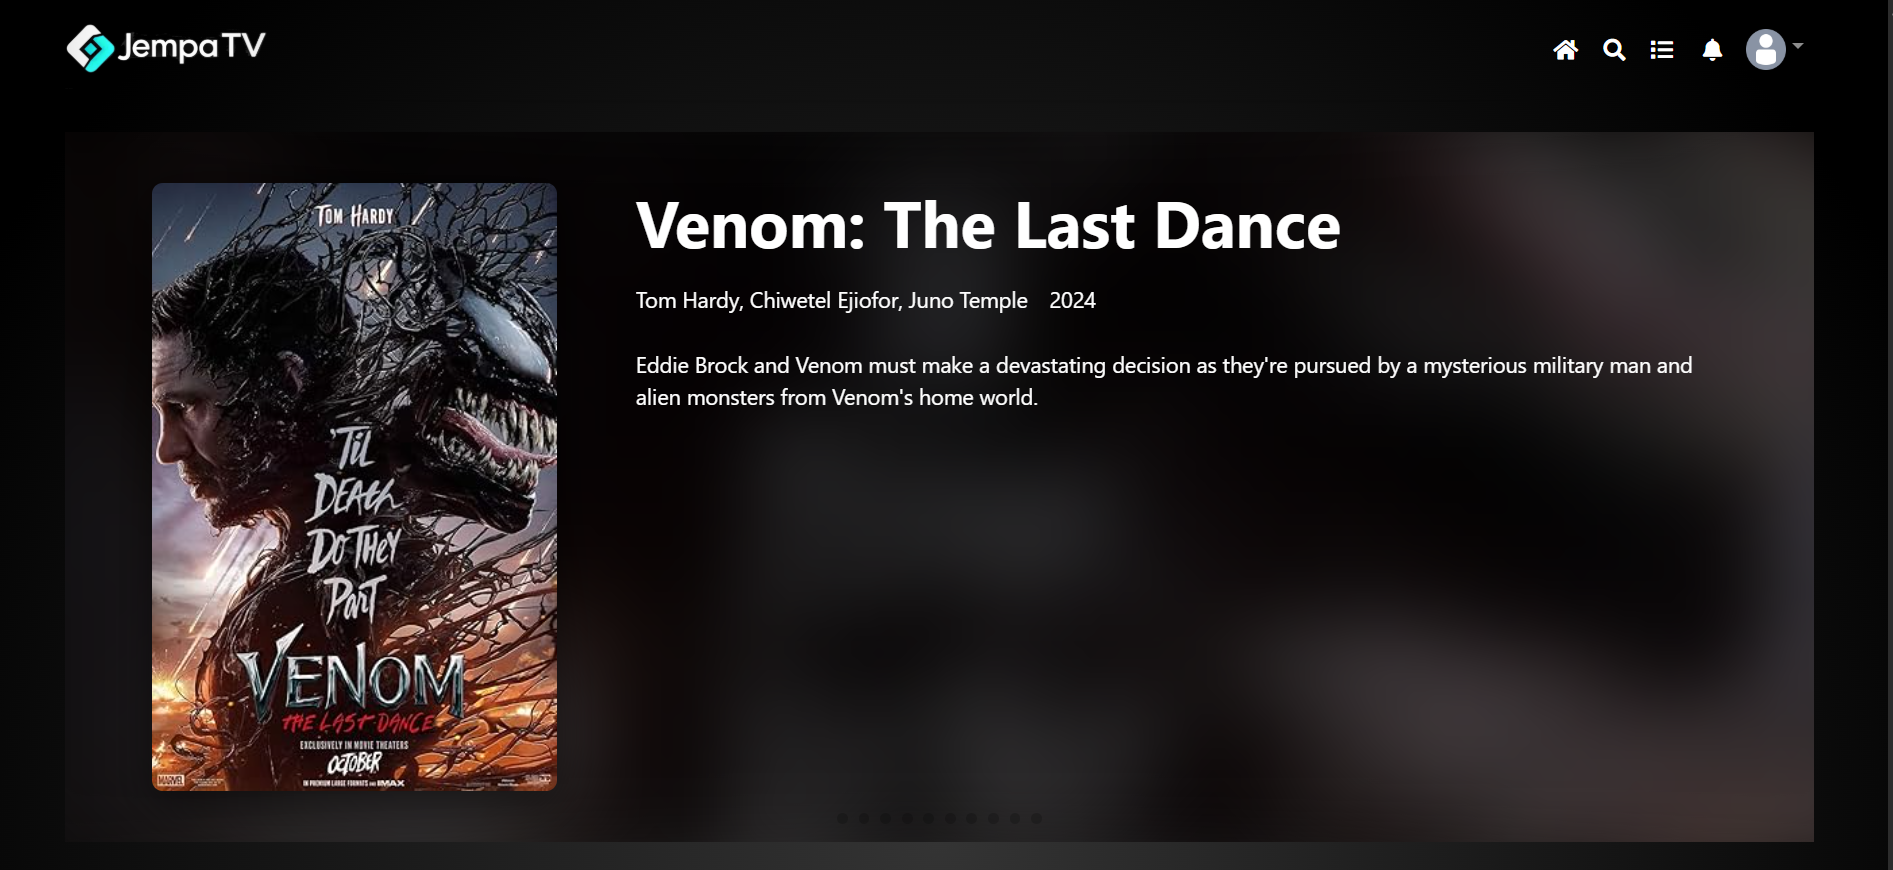 Jempa TV
TOM HARDY
'TIL
DEATH
DO THEY
PART
VENOM
THE LAST DANCE
EXCLUSIVELY IN MOVIE THEATERS
OCTOBER
IN PREMIUM LARGE FORMATS AND IMAX
MARVEL
Venom: The Last Dance
Tom Hardy, Chiwetel Ejiofor, Juno Temple 2024
Eddie Brock and Venom must make a devastating decision as they're pursued by a mysterious military man and
alien monsters from Venom's home world.